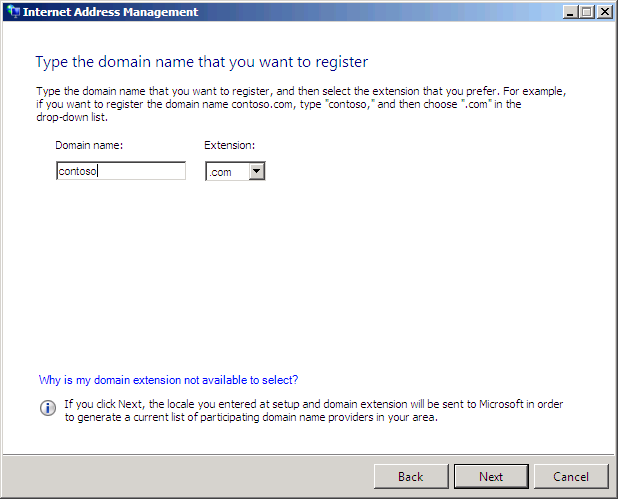 Internet Address Management
Type the domain name that you want to register
Type the domain name that you want to register, and then select the extension that you prefer. For example,
if you want to register the domain name contoso.com, type "contoso," and then choose ".com" in the
drop-down list.
Domain name: Extension:
contoso .com
Why is my domain extension not available to select?
If you click Next, the locale you entered at setup and domain extension will be sent to Microsoft in order
to generate a current list of participating domain name providers in your area.
Back Next Cancel